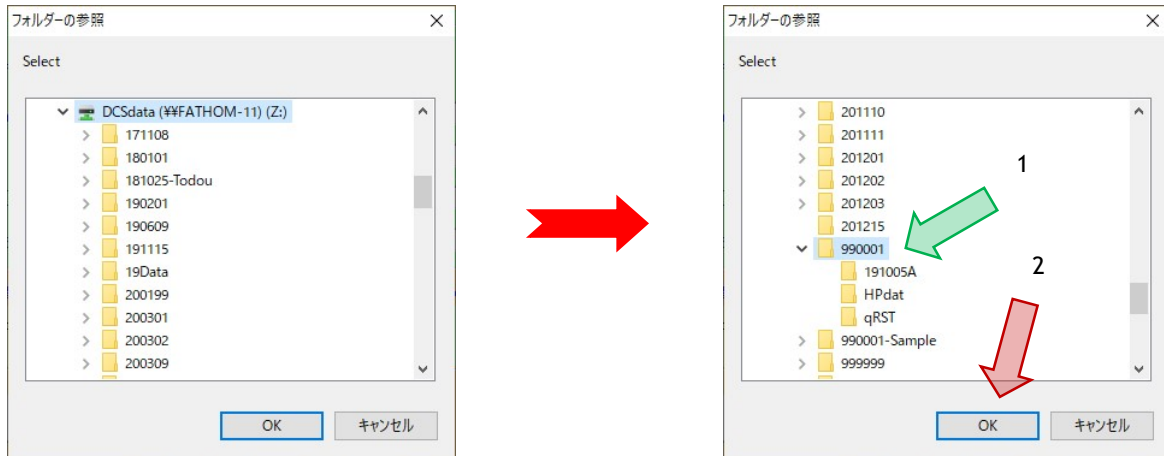 フォルダーの参照
Select
DCSdata (¥¥FATHOM-11) (Z:)
171108
180101
181025-Todou
190201
190609
191115
19Data
200199
200301
200302
200309
OK
キャンセル
フォルダーの参照
Select
201110
201111
201201
201202
201203
201215
990001
191005A
HPdat
qRST
990001-Sample
999999
1
2
OK
キャンセル